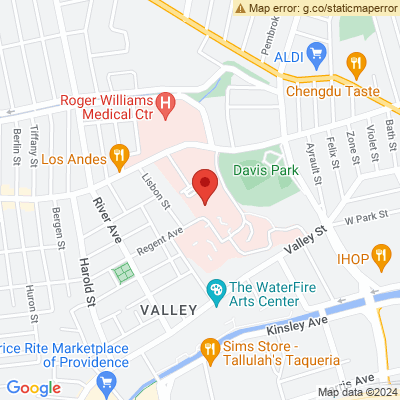 Map error: g.co/staticmaperror
Pembrok
ALDI
Chengdu Taste
Roger Williams
Medical Ctr
Tiffany St
Berlin St
Bath St
Violet St
Zone St
Felix St
Ayrault St
Los Andes
Davis Park
Lisbon St
Bergen St
River Ave
Regent Ave
W Park St
Valley St
IHOP
Harold St
Huron St
The WaterFire
Arts Center
VALLEY
Kinsley Ave
rice Rite Marketplace
of Providence
Sims Store -
Tallulah's Taqueria
rris Ave
Google
Map data ©2024